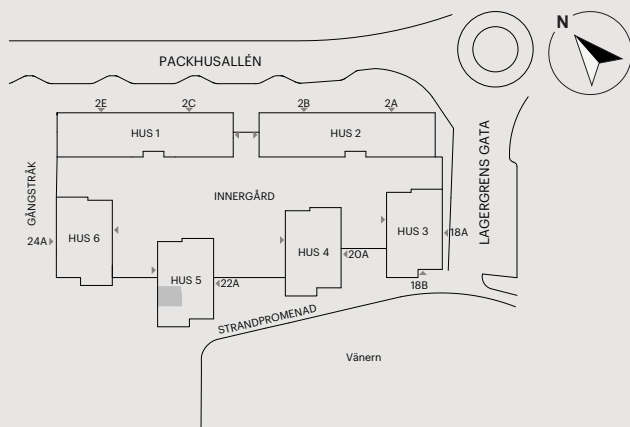 N
PACKHUSALLÉN
2E
2C
2B
2A
HUS 1
HUS 2
LAGERGRENS GATA
GÅNGSTRÅK
INNERGÅRD
24A
HUS 6
HUS 5
22A
HUS 4
20A
HUS 3
18A
18B
STRANDPROMENAD
Vänern